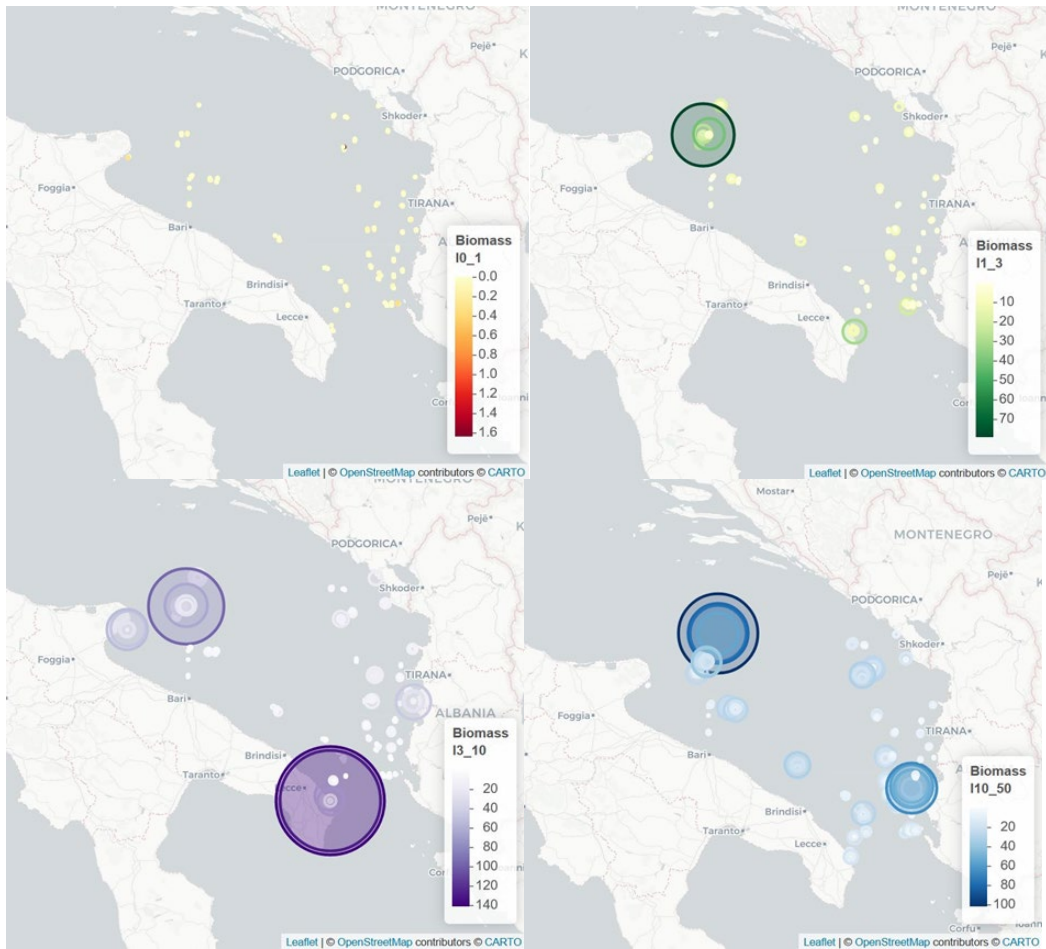 MONTENEGRO
Pejë
PODGORICA
Shkoder
Foggia
TIRANA
Bari
Biomass
I0_1
0.0
0.2
0.4
0.6
0.8
1.0
1.2
1.4
1.6
Brindisi
Taranto
Lecce
Leaflet | © OpenStreetMap contributors © CARTO
MONTENEGRO
Pejë
PODGORICA
Shkoder
Foggia
TIRANA
Bari
Biomass
I1_3
10
20
30
40
50
60
70
Brindisi
Taranto
Lecce
Leaflet | © OpenStreetMap contributors © CARTO
MONTENEGRO
Pejë
PODGORICA
Shkoder
Foggia
TIRANA
Bari
ALBANIA
Biomass
I3_10
20
40
60
80
100
120
140
Brindisi
Taranto
Leaflet | © OpenStreetMap contributors © CARTO
Mostar
MONTENEGRO
Pejë
PODGORICA
Shkoder
Foggia
TIRANA
Bari
Biomass
I10_50
20
40
60
80
100
Brindisi
Taranto
Lecce
Corfu
Leaflet | © OpenStreetMap contributors © CARTO